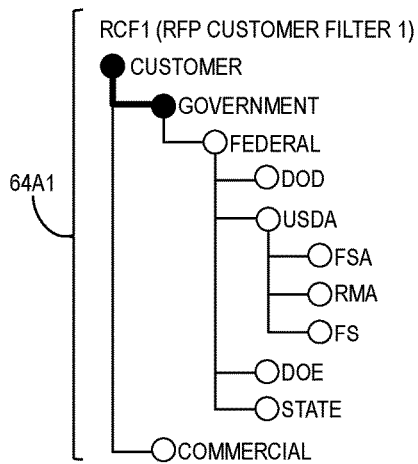 RCF1 (RFP CUSTOMER FILTER 1)
CUSTOMER
GOVERNMENT
FEDERAL
DOD
64A1
USDA
FSA
RMA
FS
DOE
STATE
COMMERCIAL